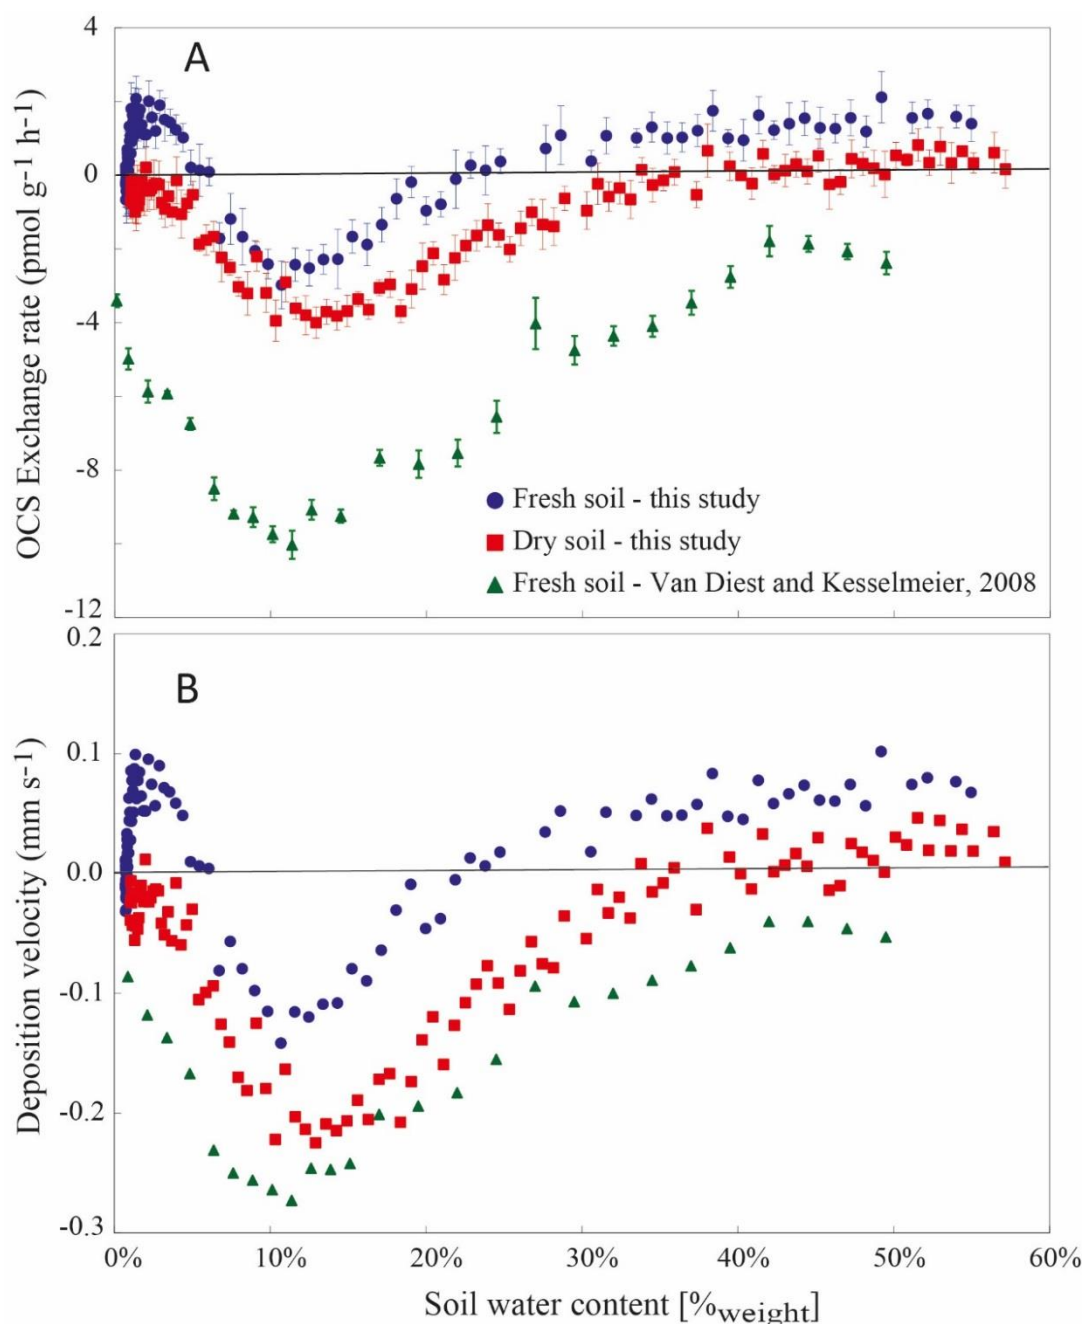 A
4
0
-4
-8
-12
OCS Exchange rate (pmol g⁻¹ h⁻¹)
Fresh soil - this study
Dry soil - this study
Fresh soil - Van Diest and Kesselmeier, 2008
B
0.2
0.1
0.0
-0.1
-0.2
-0.3
Deposition velocity (mm s⁻¹)
0% 10% 20% 30% 40% 50% 60%
Soil water content [%weight]